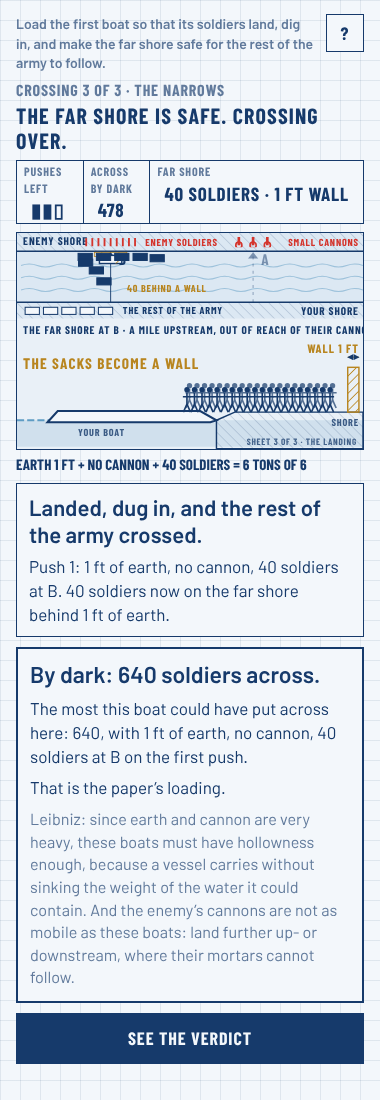 Load the first boat so that its soldiers land, dig
in, and make the far shore safe for the rest of the
army to follow.
?
CROSSING 3 OF 3 · THE NARROWS
THE FAR SHORE IS SAFE. CROSSING
OVER.
PUSHES
LEFT
ACROSS
BY DARK
478
FAR SHORE
40 SOLDIERS · 1 FT WALL
ENEMY SHORE
ENEMY SOLDIERS
SMALL CANNONS
A
40 BEHIND A WALL
THE REST OF THE ARMY
YOUR SHORE
THE FAR SHORE AT B · A MILE UPSTREAM, OUT OF REACH OF THEIR CANN
WALL 1 FT
THE SACKS BECOME A WALL
SHORE
YOUR BOAT
SHEET 3 OF 3 · THE LANDING
EARTH 1 FT + NO CANNON + 40 SOLDIERS = 6 TONS OF 6
Landed, dug in, and the rest of
the army crossed.
Push 1: 1 ft of earth, no cannon, 40 soldiers
at B. 40 soldiers now on the far shore
behind 1 ft of earth.
By dark: 640 soldiers across.
The most this boat could have put across
here: 640, with 1 ft of earth, no cannon, 40
soldiers at B on the first push.
That is the paper's loading.
Leibniz: since earth and cannon are very
heavy, these boats must have hollowness
enough, because a vessel carries without
sinking the weight of the water it could
contain. And the enemy's cannons are not as
mobile as these boats: land further up- or
downstream, where their mortars cannot
follow.
SEE THE VERDICT